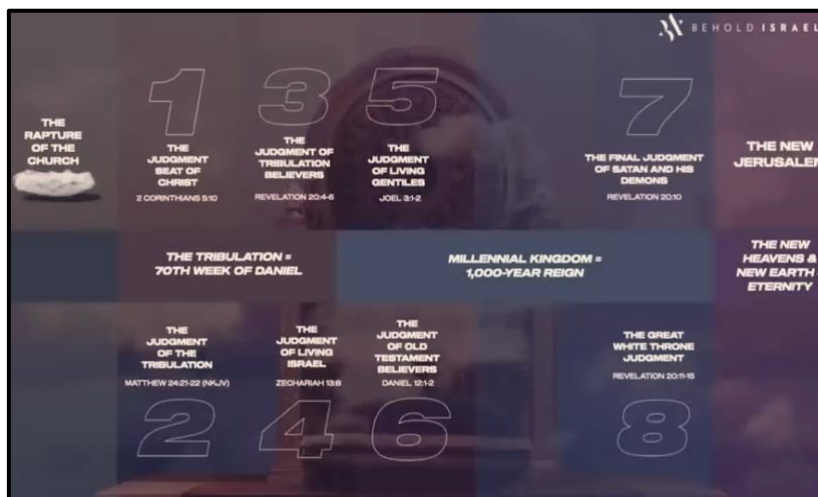 BEHOLD ISRAEL
THE
RAPTURE
OF THE
CHURCH
1
THE
JUDGMENT
SEAT OF
CHRIST
2 CORINTHIANS 5:10
3
THE
JUDGMENT OF
TRIBULATION
BELIEVERS
REVELATION 20:4-6
5
THE
JUDGMENT
OF LIVING
GENTILES
JOEL 3:1-2
7
THE FINAL JUDGMENT
OF SATAN AND HIS
DEMONS
REVELATION 20:10
THE NEW
JERUSALEM
THE TRIBULATION =
70TH WEEK OF DANIEL
MILLENNIAL KINGDOM =
1,000-YEAR REIGN
THE NEW
HEAVENS &
NEW EARTH
ETERNITY
THE
JUDGMENT
OF THE
TRIBULATION
MATTHEW 24:21-22 (NKJV)
2
THE
JUDGMENT
OF LIVING
ISRAEL
ZECHARIAH 13:8
4
THE
JUDGMENT
OF OLD
TESTAMENT
BELIEVERS
DANIEL 12:1-2
6
THE GREAT
WHITE THRONE
JUDGMENT
REVELATION 20:11-15
8